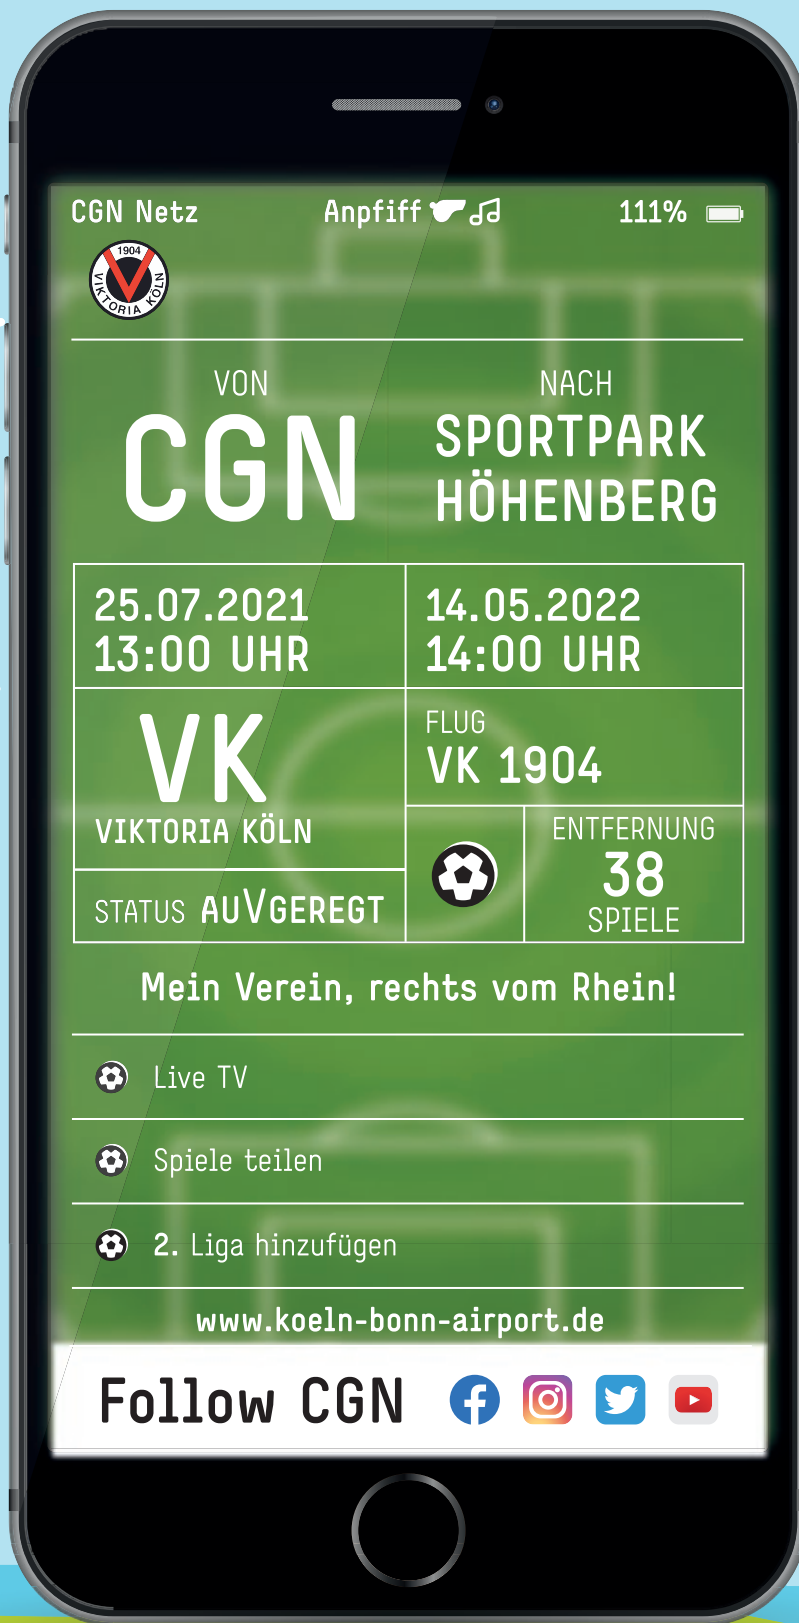 CGN Netz
Anpfiff
111%
1904
VIKTORIA KÖLN
VON
CGN
NACH
SPORTPARK
HÖHENBERG
25.07.2021
13:00 UHR
14.05.2022
14:00 UHR
VK
VIKTORIA KÖLN
FLUG
VK 1904
STATUS AUVGEREGT
ENTFERNUNG
38
SPIELE
Mein Verein, rechts vom Rhein!
Live TV
Spiele teilen
2. Liga hinzufügen
www.koeln-bonn-airport.de
Follow CGN